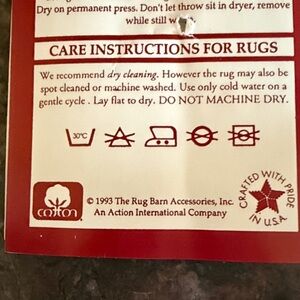 Dry on permanent press. Don't let throw sit in dryer, remove
while still w
CARE INSTRUCTIONS FOR RUGS
We recommend dry cleaning. However the rug may also be
spot cleaned or machine washed. Use only cold water on a
gentle cycle . Lay flat to dry. DO NOT MACHINE DRY.
30°C
cotton
© 1993 The Rug Barn Accessories, Inc.
An Action International Company
CRAFTED WITH PRIDE
IN U.S.A